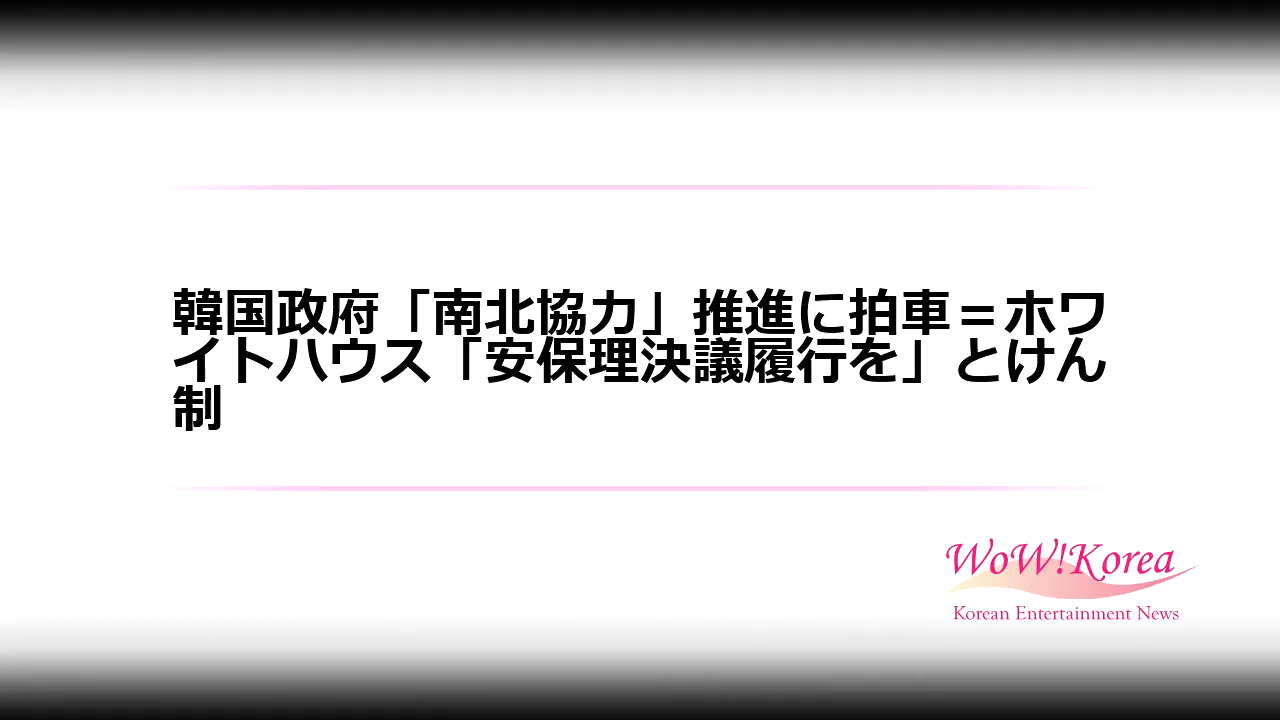 韓国政府「南北協力」推進に拍車＝ホワ
イトハウス「安保理決議履行を」とけん
制
WoW!Korea
Korean Entertainment News